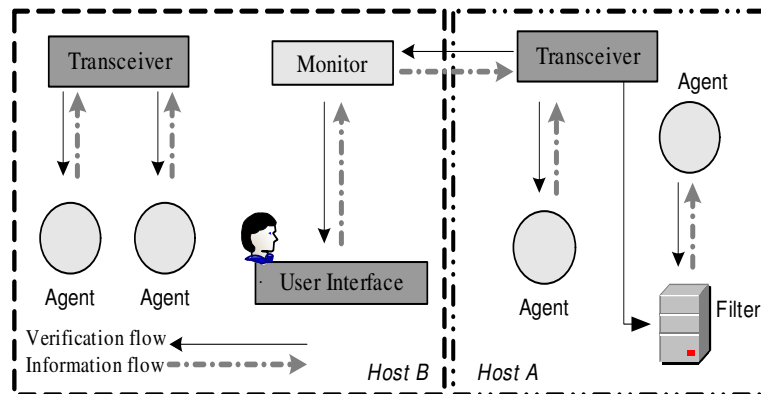 Transceiver
Monitor
Transceiver
Agent
Agent
Agent
User Interface
Agent
Filter
Verification flow
Information flow
Host B
Host A